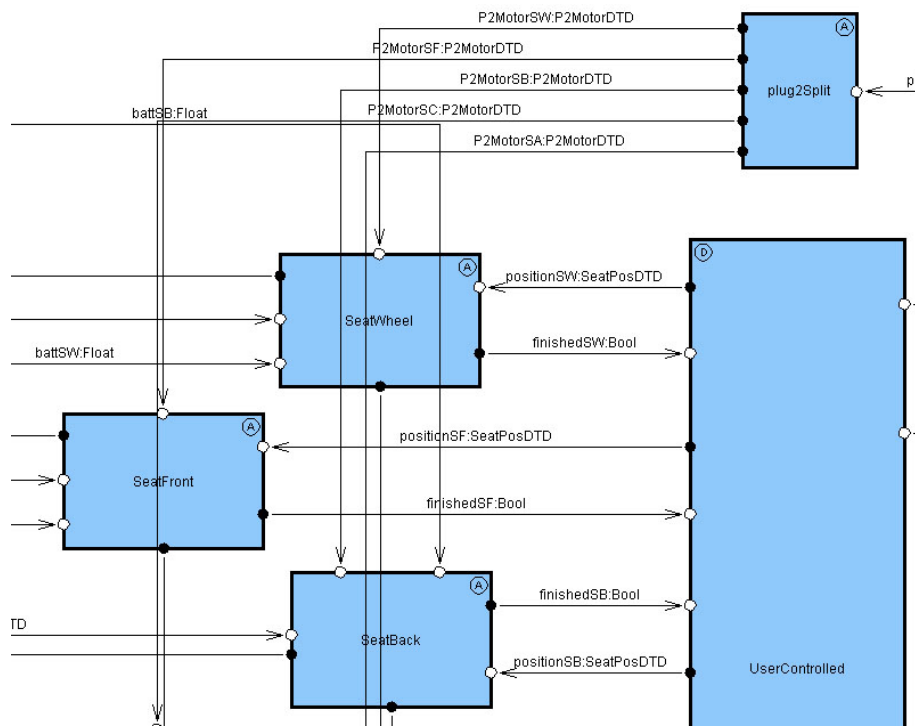 P2MotorSW:P2MotorDTD
A
P2MotorSF:P2MotorDTD
P2MotorSB:P2MotorDTD
plug2Split
p
battSB:Float
P2MotorSC:P2MotorDTD
P2MotorSA:P2MotorDTD
D
A
positionSW:SeatPosDTD
SeatWheel
battSW:Float
finishedSW:Bool
A
positionSF:SeatPosDTD
SeatFront
finishedSF:Bool
A
finishedSB:Bool
TD
SeatBack
positionSB:SeatPosDTD
UserControlled